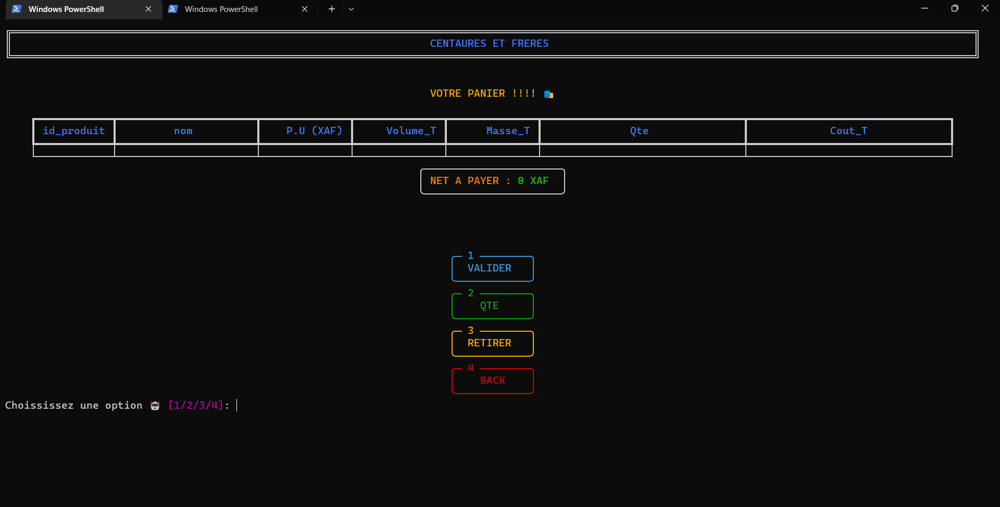 Windows PowerShell Windows PowerShell
CENTAURES ET FRERES
VOTRE PANIER !!!! 🛍️
id_produit nom P.U (XAF) Volume_T Masse_T Qte Cout_T
NET A PAYER : 0 XAF
1
VALIDER
2
QTE
3
RETIRER
4
BACK
Choississez une option 🤖 [1/2/3/4]: